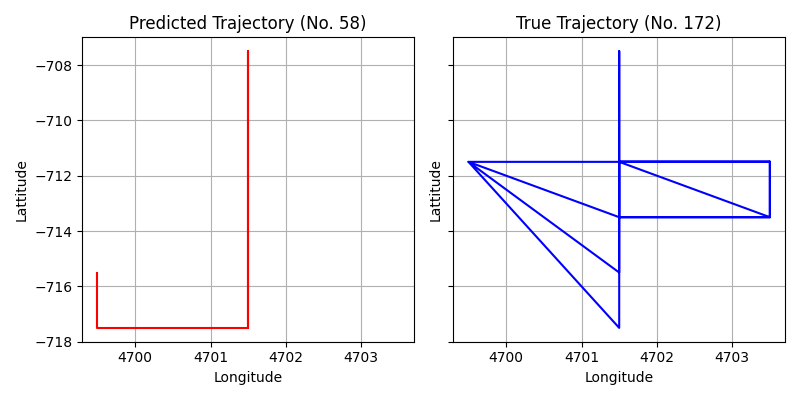 Predicted Trajectory (No. 58)
True Trajectory (No. 172)
−708
−710
−712
−714
−716
−718
Lattitude
Lattitude
4700
4701
4702
4703
4700
4701
4702
4703
Longitude
Longitude